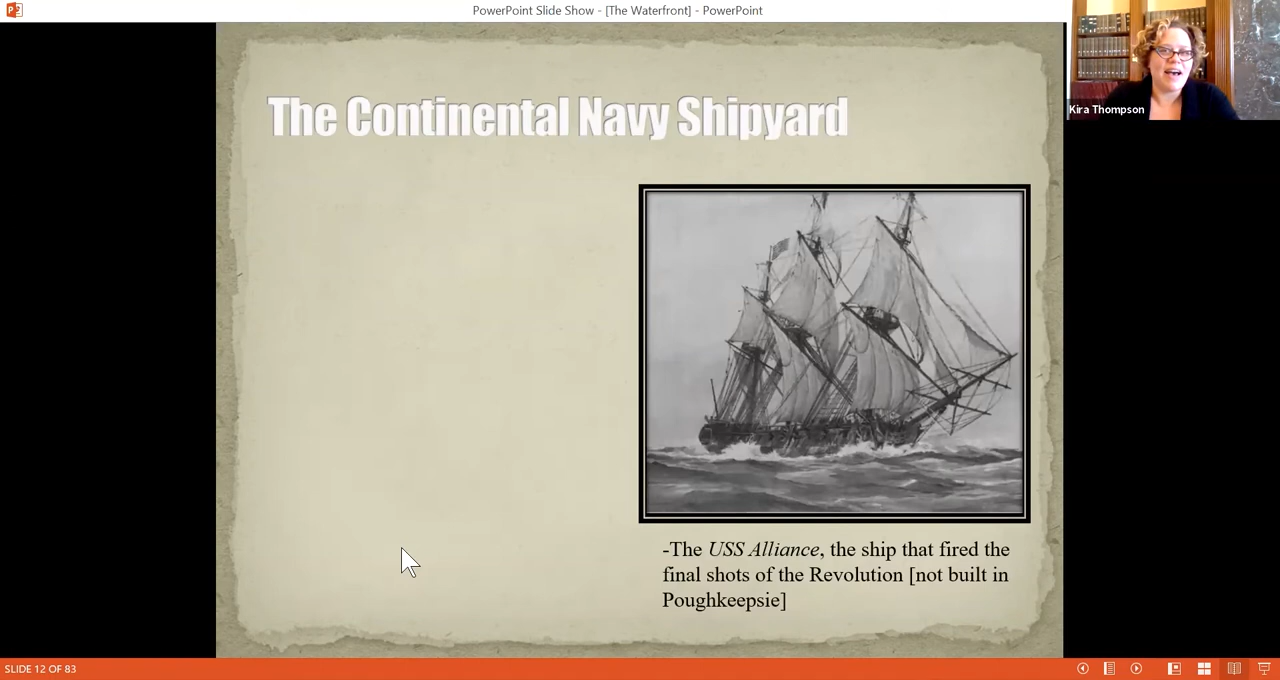 PowerPoint Slide Show - [The Waterfront] - PowerPoint
Kira Thompson
The Continental Navy Shipyard
-The USS Alliance, the ship that fired the
final shots of the Revolution [not built in
Poughkeepsie]
SLIDE 12 OF 83